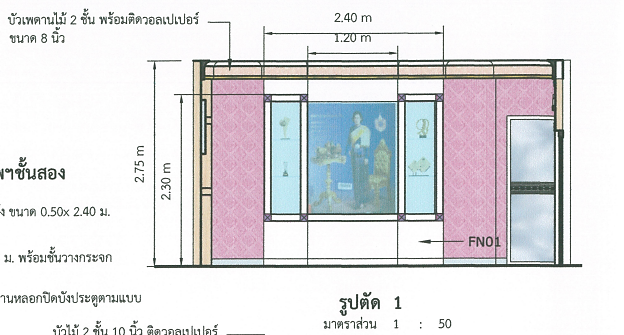 บัวเพดานไม้ 2 ชั้น พร้อมติดวอลเปเปอร์
ขนาด 8 นิ้ว
2.40 m
1.20 m
2.75 m
2.30 m
ฯชั้นสอง
ขนาด 0.50x 2.40 ม.
ม. พร้อมชั้นวางกระจก
FN01
านหลอกปิดบังประตูตามแบบ
รูปตัด 1
มาตราส่วน 1 : 50
บัวไม้ 2 ชั้น 10 นิ้ว ติดวอลเปเปอร์